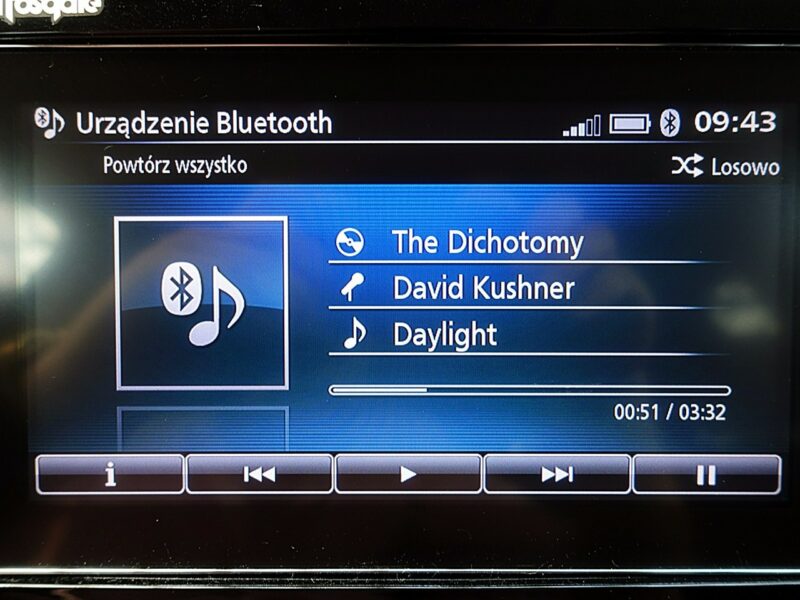 Urządzenie Bluetooth 09:43
Powtórz wszystko Losowo
The Dichotomy
David Kushner
Daylight
00:51 / 03:32
i